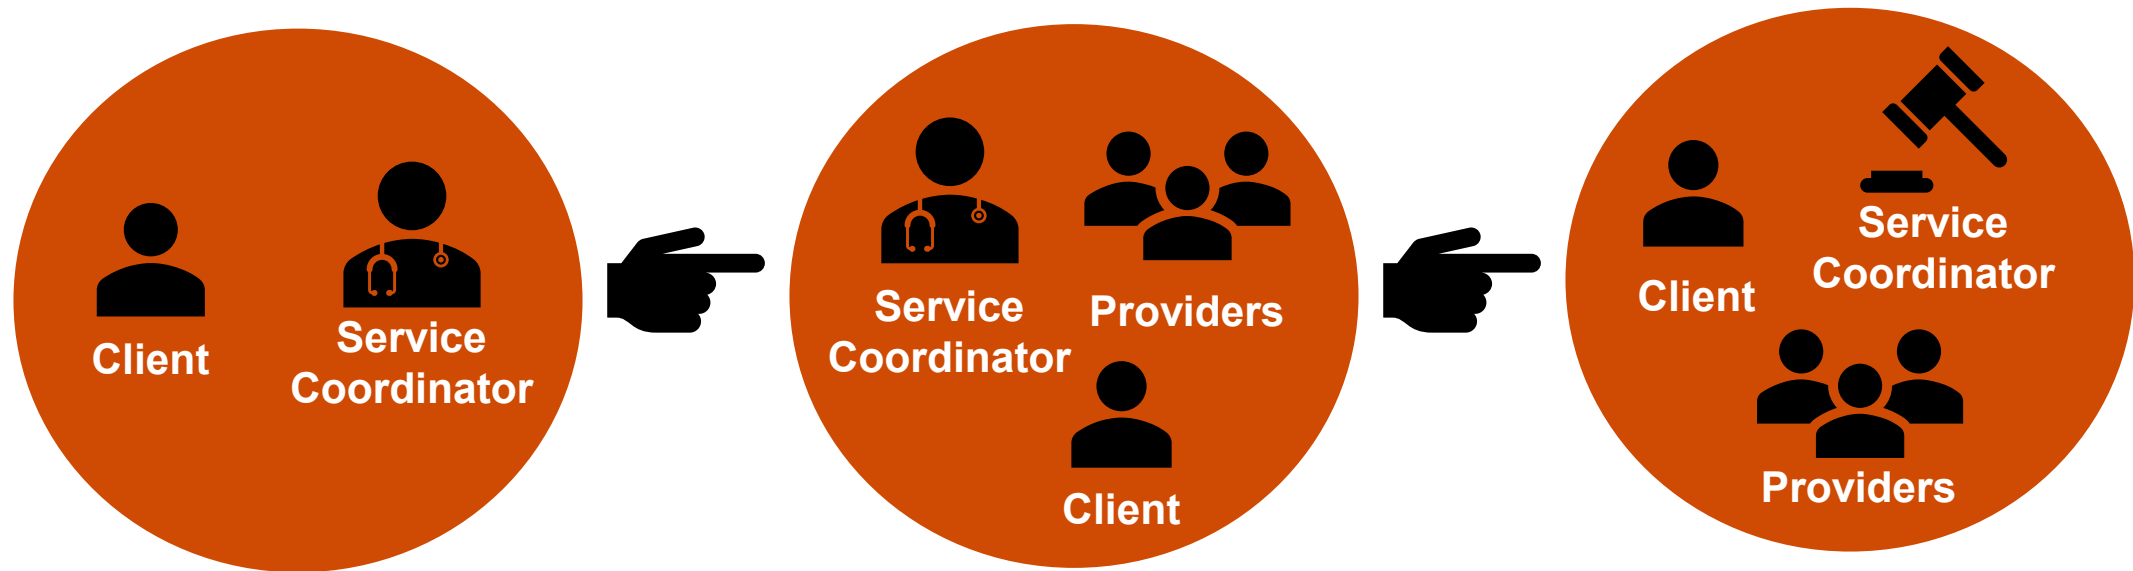 Client
Service
Coordinator
Service
Coordinator
Providers
Client
Client
Service
Coordinator
Providers